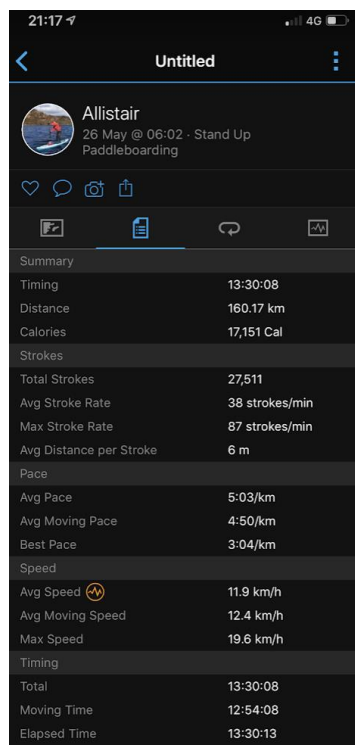 21:17 4G
Untitled
Allistair
26 May @ 06:02 · Stand Up
Paddleboarding
Summary
Timing 13:30:08
Distance 160.17 km
Calories 17,151 Cal
Strokes
Total Strokes 27,511
Avg Stroke Rate 38 strokes/min
Max Stroke Rate 87 strokes/min
Avg Distance per Stroke 6 m
Pace
Avg Pace 5:03/km
Avg Moving Pace 4:50/km
Best Pace 3:04/km
Speed
Avg Speed 11.9 km/h
Avg Moving Speed 12.4 km/h
Max Speed 19.6 km/h
Timing
Total 13:30:08
Moving Time 12:54:08
Elapsed Time 13:30:13